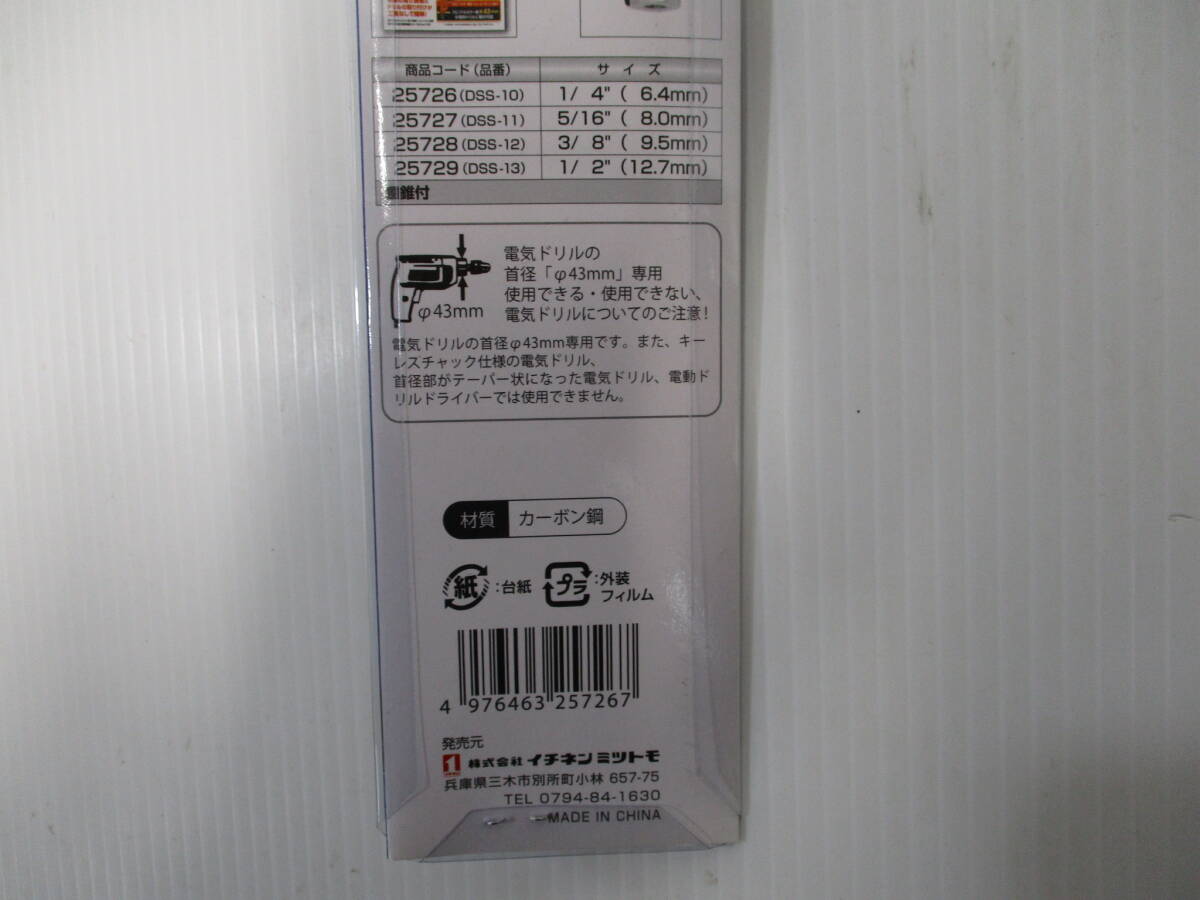 商品コード（品番） サイズ
25726(DSS-10) 1/ 4" ( 6.4mm)
25727(DSS-11) 5/16" ( 8.0mm)
25728(DSS-12) 3/ 8" ( 9.5mm)
25729(DSS-13) 1/ 2" (12.7mm)
錐付
電気ドリルの
首径「φ43mm」専用
使用できる・使用できない、
電気ドリルについてのご注意！
φ43mm
電気ドリルの首径φ43mm専用です。また、キー
レスチャック仕様の電気ドリル、
首径部がテーパー状になった電気ドリル、電動ド
リルドライバーでは使用できません。
材質 カーボン鋼
紙 :台紙 プラ :外装
フィルム
4 976463 257267
発売元
株式会社 イチネンミツトモ
兵庫県三木市別所町小林 657-75
TEL 0794-84-1630
MADE IN CHINA